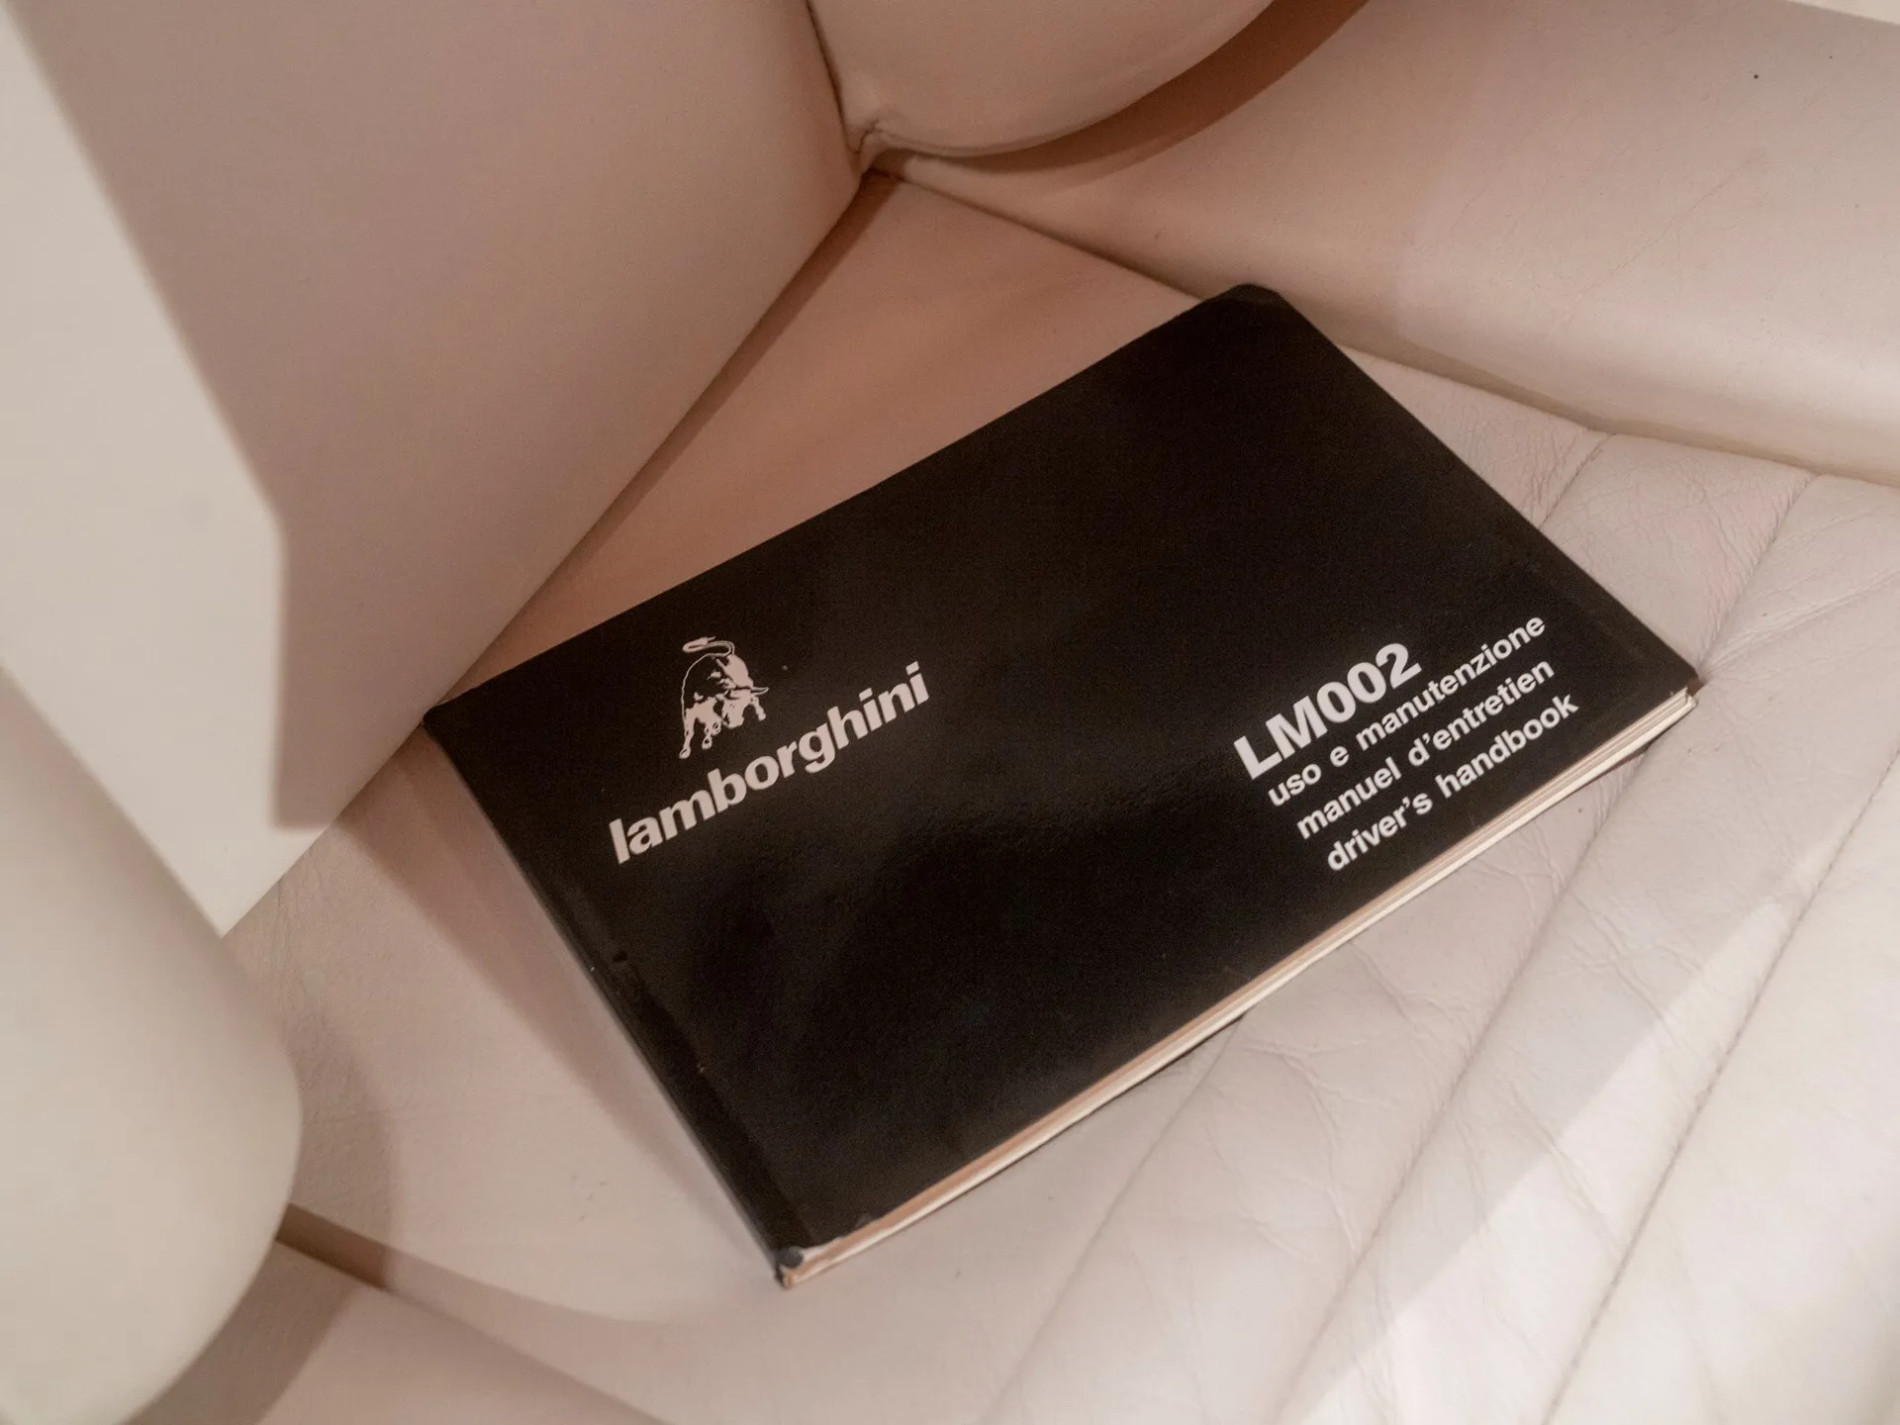 lamborghini
LM002
uso e manutenzione
manuel d'entretien
driver's handbook